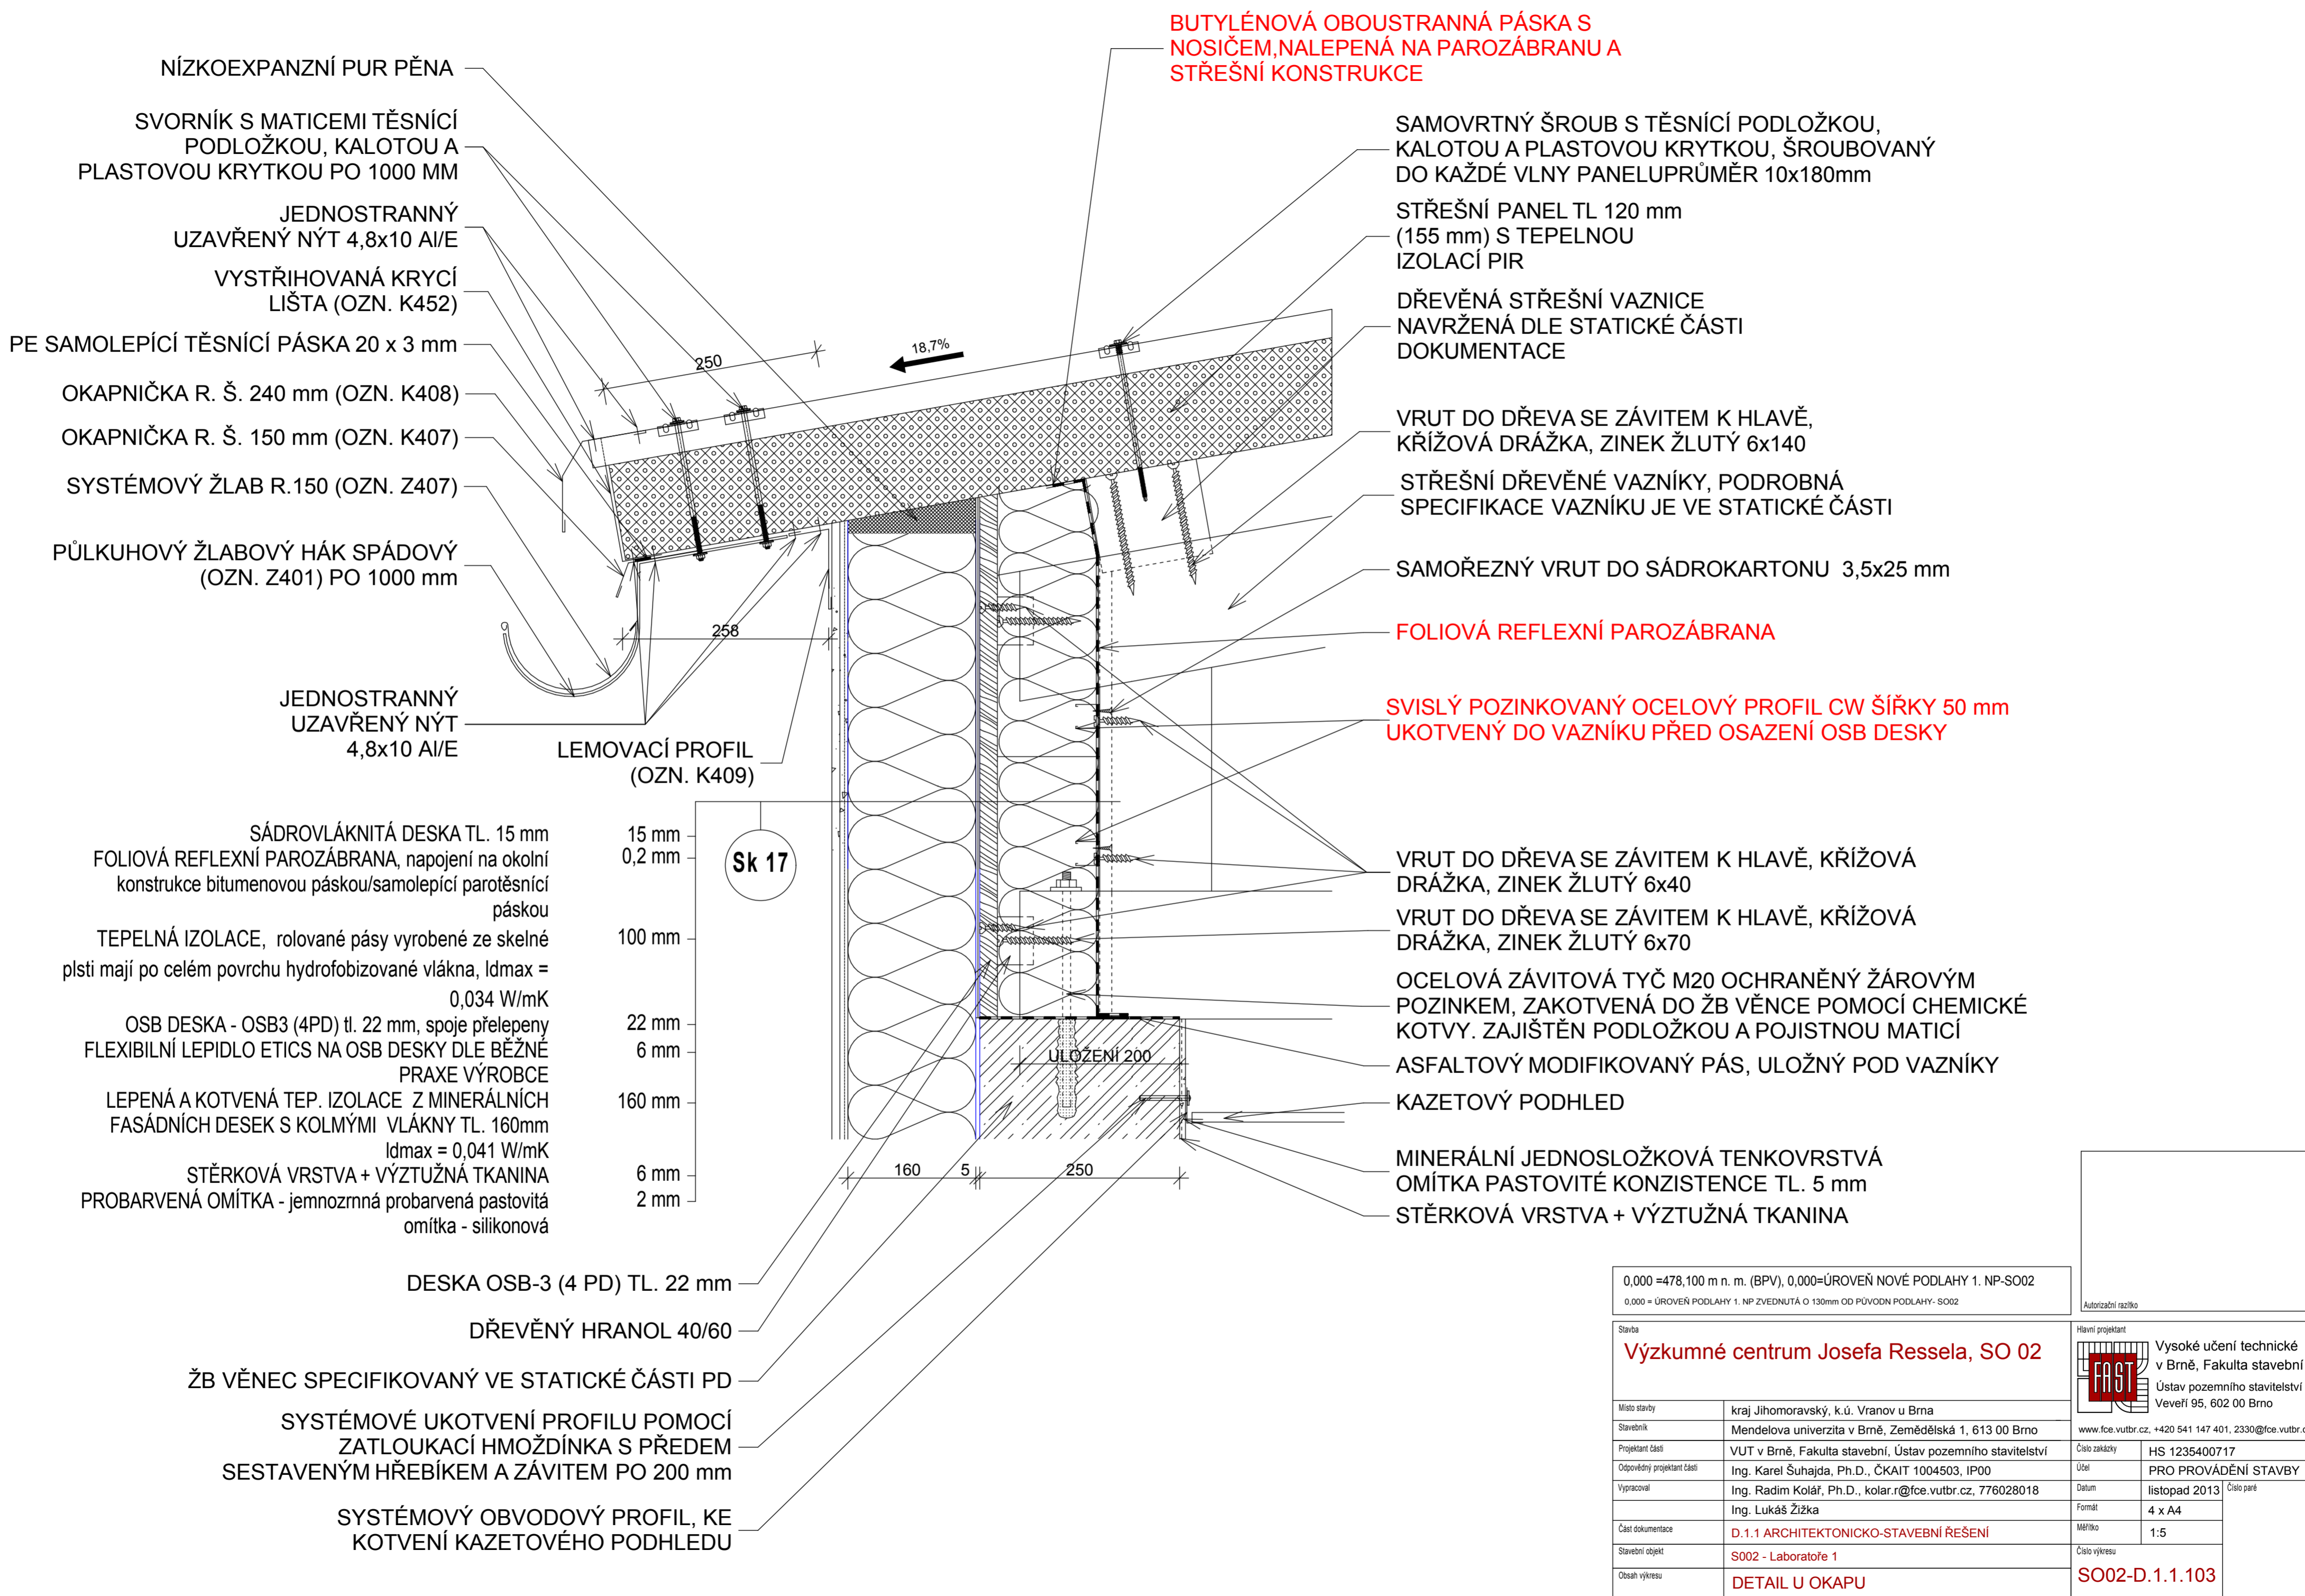 BUTYLÉNOVÁ OBOUSTRANNÁ PÁSKA S
NOSIČEM,NALEPENÁ NA PAROZÁBRANU A
STŘEŠNÍ KONSTRUKCE
NÍZKOEXPANZNÍ PUR PĚNA
SVORNÍK S MATICEMI TĚSNÍCÍ
PODLOŽKOU, KALOTOU A
PLASTOVOU KRYTKOU PO 1000 MM
JEDNOSTRANNÝ
UZAVŘENÝ NÝT 4,8x10 Al/E
VYSTŘIHOVANÁ KRYCÍ
LIŠTA (OZN. K452)
PE SAMOLEPÍCÍ TĚSNÍCÍ PÁSKA 20 x 3 mm
OKAPNIČKA R. Š. 240 mm (OZN. K408)
OKAPNIČKA R. Š. 150 mm (OZN. K407)
SYSTÉMOVÝ ŽLAB R.150 (OZN. Z407)
PŮLKUHOVÝ ŽLABOVÝ HÁK SPÁDOVÝ
(OZN. Z401) PO 1000 mm
JEDNOSTRANNÝ
UZAVŘENÝ NÝT
4,8x10 Al/E
LEMOVACÍ PROFIL
(OZN. K409)
250
18,7%
258
SAMOVRTNÝ ŠROUB S TĚSNÍCÍ PODLOŽKOU,
KALOTOU A PLASTOVOU KRYTKOU, ŠROUBOVANÝ
DO KAŽDÉ VLNY PANELUPRŮMĚR 10x180mm
STŘEŠNÍ PANEL TL 120 mm
(155 mm) S TEPELNOU
IZOLACÍ PIR
DŘEVĚNÁ STŘEŠNÍ VAZNICE
NAVRŽENÁ DLE STATICKÉ ČÁSTI
DOKUMENTACE
VRUT DO DŘEVA SE ZÁVITEM K HLAVĚ,
KŘÍŽOVÁ DRÁŽKA, ZINEK ŽLUTÝ 6x140
STŘEŠNÍ DŘEVĚNÉ VAZNÍKY, PODROBNÁ
SPECIFIKACE VAZNÍKU JE VE STATICKÉ ČÁSTI
SAMOŘEZNÝ VRUT DO SÁDROKARTONU 3,5x25 mm
FOLIOVÁ REFLEXNÍ PAROZÁBRANA
SVISLÝ POZINKOVANÝ OCELOVÝ PROFIL CW ŠÍŘKY 50 mm
UKOTVENÝ DO VAZNÍKU PŘED OSAZENÍ OSB DESKY
VRUT DO DŘEVA SE ZÁVITEM K HLAVĚ, KŘÍŽOVÁ
DRÁŽKA, ZINEK ŽLUTÝ 6x40
VRUT DO DŘEVA SE ZÁVITEM K HLAVĚ, KŘÍŽOVÁ
DRÁŽKA, ZINEK ŽLUTÝ 6x70
OCELOVÁ ZÁVITOVÁ TYČ M20 OCHRANĚNÝ ŽÁROVÝM
POZINKEM, ZAKOTVENÁ DO ŽB VĚNCE POMOCÍ CHEMICKÉ
KOTVY. ZAJIŠTĚN PODLOŽKOU A POJISTNOU MATICÍ
ASFALTOVÝ MODIFIKOVANÝ PÁS, ULOŽNÝ POD VAZNÍKY
KAZETOVÝ PODHLED
MINERÁLNÍ JEDNOSLOŽKOVÁ TENKOVRSTVÁ
OMÍTKA PASTOVITÉ KONZISTENCE TL. 5 mm
STĚRKOVÁ VRSTVA + VÝZTUŽNÁ TKANINA
SÁDROVLÁKNITÁ DESKA TL. 15 mm 15 mm
FOLIOVÁ REFLEXNÍ PAROZÁBRANA, napojení na okolní 0,2 mm
konstrukce bitumenovou páskou/samolepící parotěsnící
páskou
TEPELNÁ IZOLACE, rolované pásy vyrobené ze skelné 100 mm
plsti mají po celém povrchu hydrofobizované vlákna, ldmax =
0,034 W/mK
OSB DESKA - OSB3 (4PD) tl. 22 mm, spoje přelepeny 22 mm
FLEXIBILNÍ LEPIDLO ETICS NA OSB DESKY DLE BĚŽNÉ 6 mm
PRAXE VÝROBCE
LEPENÁ A KOTVENÁ TEP. IZOLACE Z MINERÁLNÍCH 160 mm
FASÁDNÍCH DESEK S KOLMÝMI VLÁKNY TL. 160mm
ldmax = 0,041 W/mK
STĚRKOVÁ VRSTVA + VÝZTUŽNÁ TKANINA 6 mm
PROBARVENÁ OMÍTKA - jemnozrnná probarvená pastovitá 2 mm
omítka - silikonová
Sk 17
ULOŽENÍ 200
160 5 250
DESKA OSB-3 (4 PD) TL. 22 mm
DŘEVĚNÝ HRANOL 40/60
ŽB VĚNEC SPECIFIKOVANÝ VE STATICKÉ ČÁSTI PD
SYSTÉMOVÉ UKOTVENÍ PROFILU POMOCÍ
ZATLOUKACÍ HMOŽDÍNKA S PŘEDEM
SESTAVENÝM HŘEBÍKEM A ZÁVITEM PO 200 mm
SYSTÉMOVÝ OBVODOVÝ PROFIL, KE
KOTVENÍ KAZETOVÉHO PODHLEDU
0,000 =478,100 m n. m. (BPV), 0,000=ÚROVEŇ NOVÉ PODLAHY 1. NP-SO02
0,000 = ÚROVEŇ PODLAHY 1. NP ZVEDNUTÁ O 130mm OD PŮVODN PODLAHY- SO02
Autorizační razítko
Stavba
Výzkumné centrum Josefa Ressela, SO 02
Hlavní projektant
FAST
Vysoké učení technické
v Brně, Fakulta stavební
Ústav pozemního stavitelství
Veveří 95, 602 00 Brno
www.fce.vutbr.cz, +420 541 147 401, 2330@fce.vutbr.c
Místo stavby kraj Jihomoravský, k.ú. Vranov u Brna
Stavebník Mendelova univerzita v Brně, Zemědělská 1, 613 00 Brno
Projektant části VUT v Brně, Fakulta stavební, Ústav pozemního stavitelství
Odpovědný projektant části Ing. Karel Šuhajda, Ph.D., ČKAIT 1004503, IP00
Vypracoval Ing. Radim Kolář, Ph.D., kolar.r@fce.vutbr.cz, 776028018
Ing. Lukáš Žižka
Část dokumentace D.1.1 ARCHITEKTONICKO-STAVEBNÍ ŘEŠENÍ
Stavební objekt S002 - Laboratoře 1
Obsah výkresu DETAIL U OKAPU
Číslo zakázky HS 1235400717
Účel PRO PROVÁDĚNÍ STAVBY
Datum listopad 2013 Číslo paré
Formát 4 x A4
Měřítko 1:5
Číslo výkresu
SO02-D.1.1.103